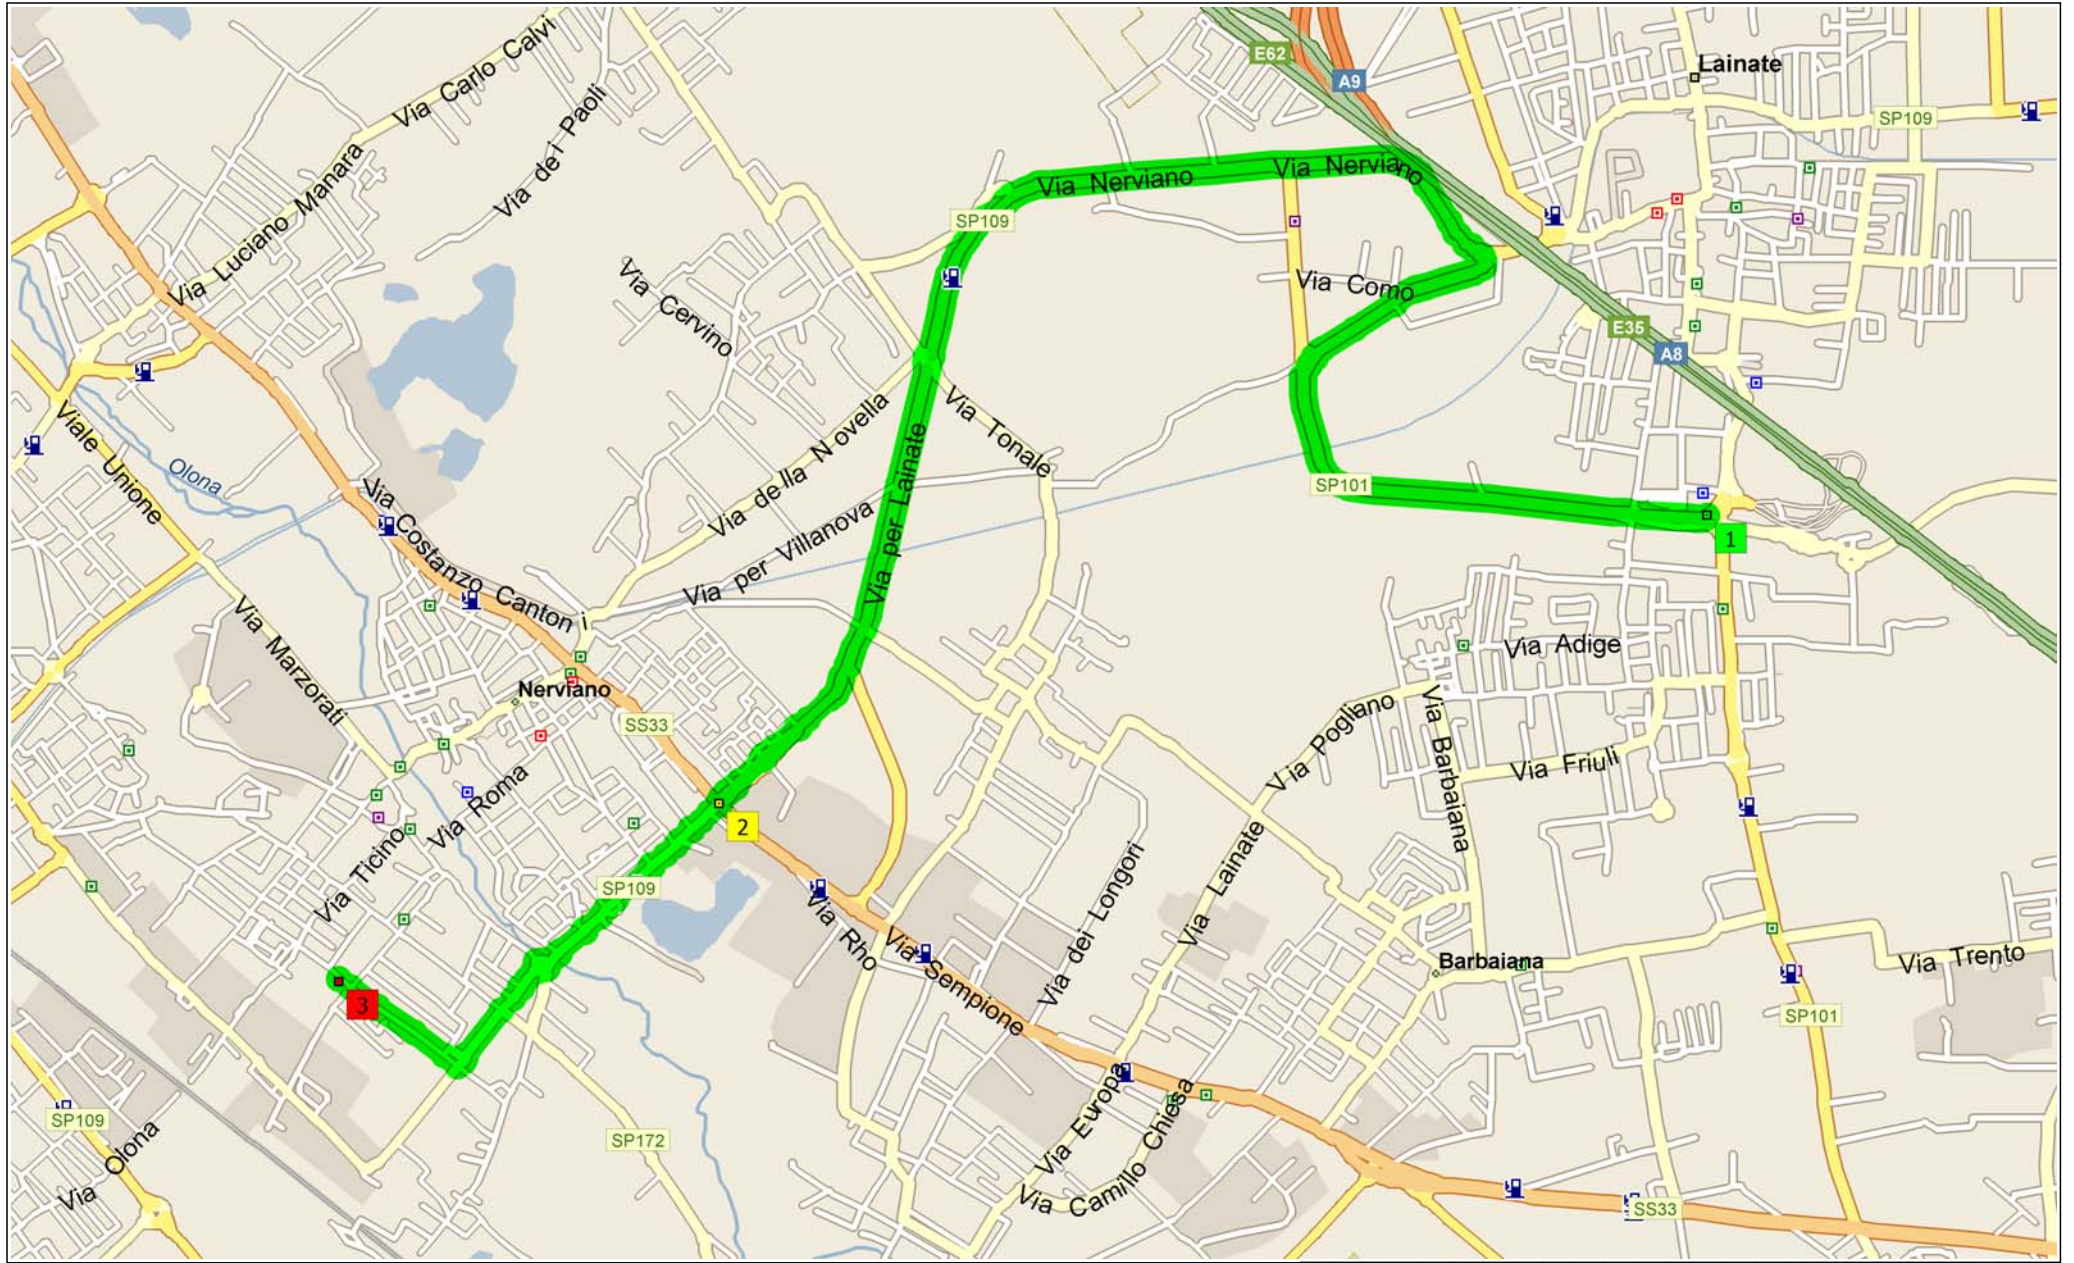 Via Carlo Calvi
E62
A9
Lainate
SP109
Via dei Paoli
Via Luciano Manara
Via Nerviano
Via Nerviano
SP109
Via Cervino
Via Como
E35
A8
Viale Unione
Olona
Via Tonale
Via della Novella
Via per Lainate
SP101
Via Costanzo Cantoni
Via per Villanova
1
Via Marzorati
Via Adige
Nerviano
SS33
Via Pogliano
Via Barbaiana
Via Friuli
Via Roma
2
Via Ticino
SP109
Via Lainate
Via dei Longori
Via Rho
Via Sempione
Barbaiana
Via Trento
3
SP101
SP109
Via Olona
SP172
Via Europa
Via Camillo Chiesa
SS33